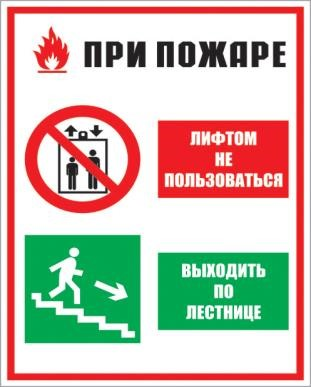 ПРИ ПОЖАРЕ
ЛИФТОМ
НЕ
ПОЛЬЗОВАТЬСЯ
ВЫХОДИТЬ
ПО
ЛЕСТНИЦЕ